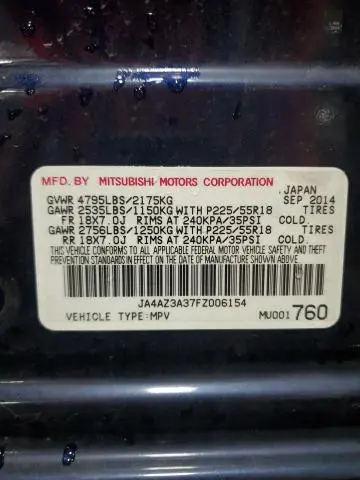 MFD. BY MITSUBISHI MOTORS CORPORATION
JAPAN
GVWR 4795LBS/2175KG SEP 2014
GAWR 2535LBS/1150KG WITH P225/55R18 TIRES
FR 18X7.0J RIMS AT 240KPA/35PSI COLD.
GAWR 2756LBS/1250KG WITH P225/55R18 TIRES
RR 18X7.0J RIMS AT 240KPA/35PSI COLD.
THIS VEHICLE CONFORMS TO ALL APPLICABLE FEDERAL MOTOR VEHICLE SAFETY AND THEFT
PREVENTION STANDARDS IN EFFECT ON THE DATE OF MANUFACTURE SHOWN ABOVE.
JA4AZ3A37FZ006154
VEHICLE TYPE:MPV MU001 760